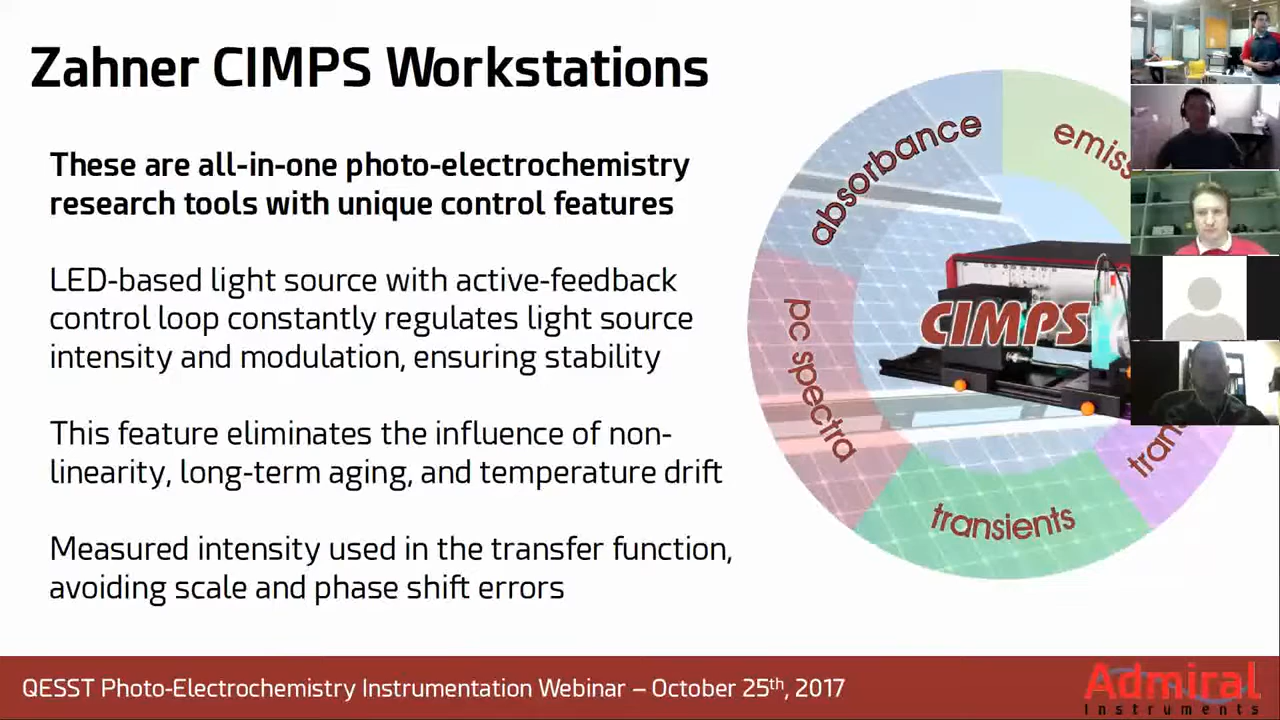 Zahner CIMPS Workstations
These are all-in-one photo-electrochemistry
research tools with unique control features
LED-based light source with active-feedback
control loop constantly regulates light source
intensity and modulation, ensuring stability
This feature eliminates the influence of non-
linearity, long-term aging, and temperature drift
Measured intensity used in the transfer function,
avoiding scale and phase shift errors
absorbance
emiss
pc spectra
CIMPS
transients
trans
QESST Photo-Electrochemistry Instrumentation Webinar – October 25th, 2017
Admiral
Instruments